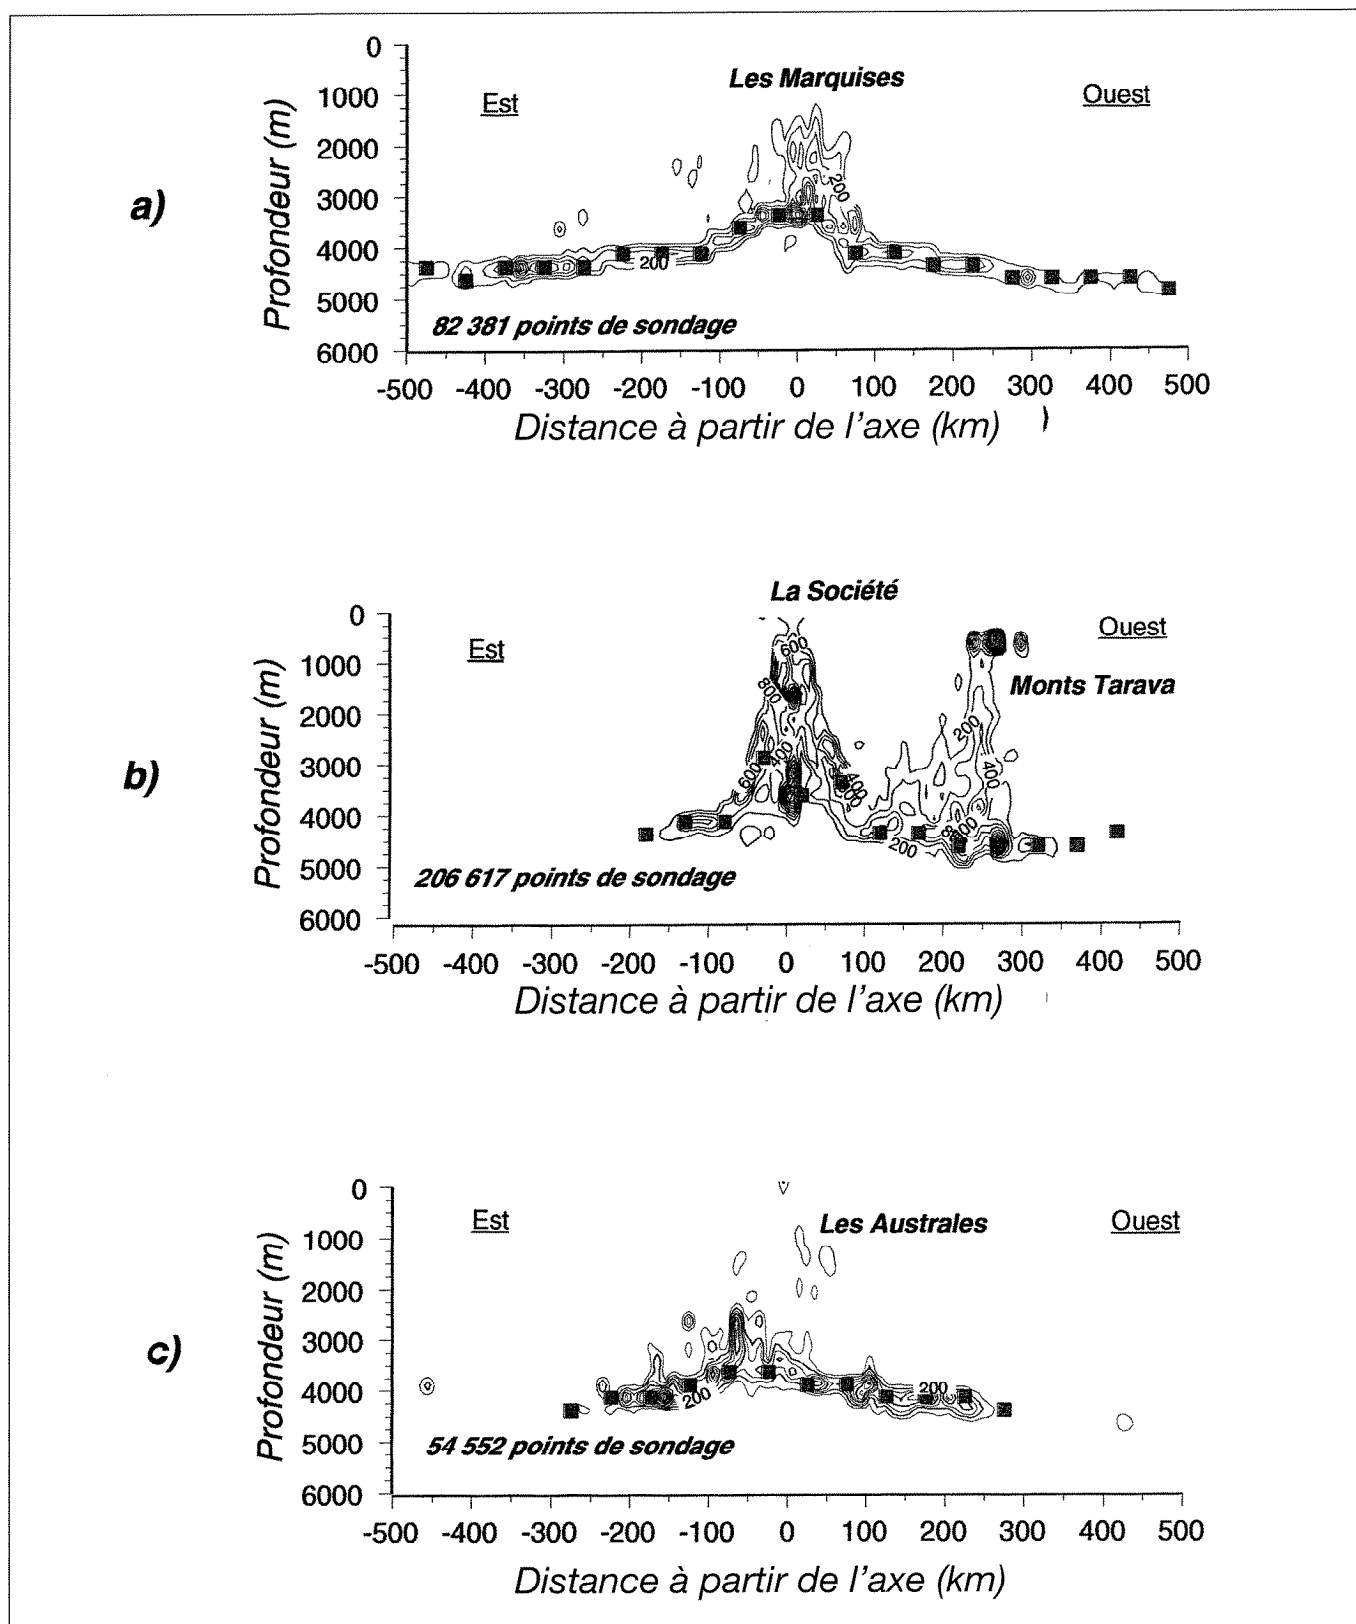 a)
Profondeur (m)
0
1000
2000
3000
4000
5000
6000
Les Marquises
Est
Ouest
200
200
82 381 points de sondage
-500 -400 -300 -200 -100 0 100 200 300 400 500
Distance à partir de l'axe (km)
b)
Profondeur (m)
0
1000
2000
3000
4000
5000
6000
La Société
Est
Ouest
Monts Tarava
600
800
600
400
400
200
400
200
206 617 points de sondage
-500 -400 -300 -200 -100 0 100 200 300 400 500
Distance à partir de l'axe (km)
c)
Profondeur (m)
0
1000
2000
3000
4000
5000
6000
Est
Les Australes
Ouest
200
200
54 552 points de sondage
-500 -400 -300 -200 -100 0 100 200 300 400 500
Distance à partir de l'axe (km)